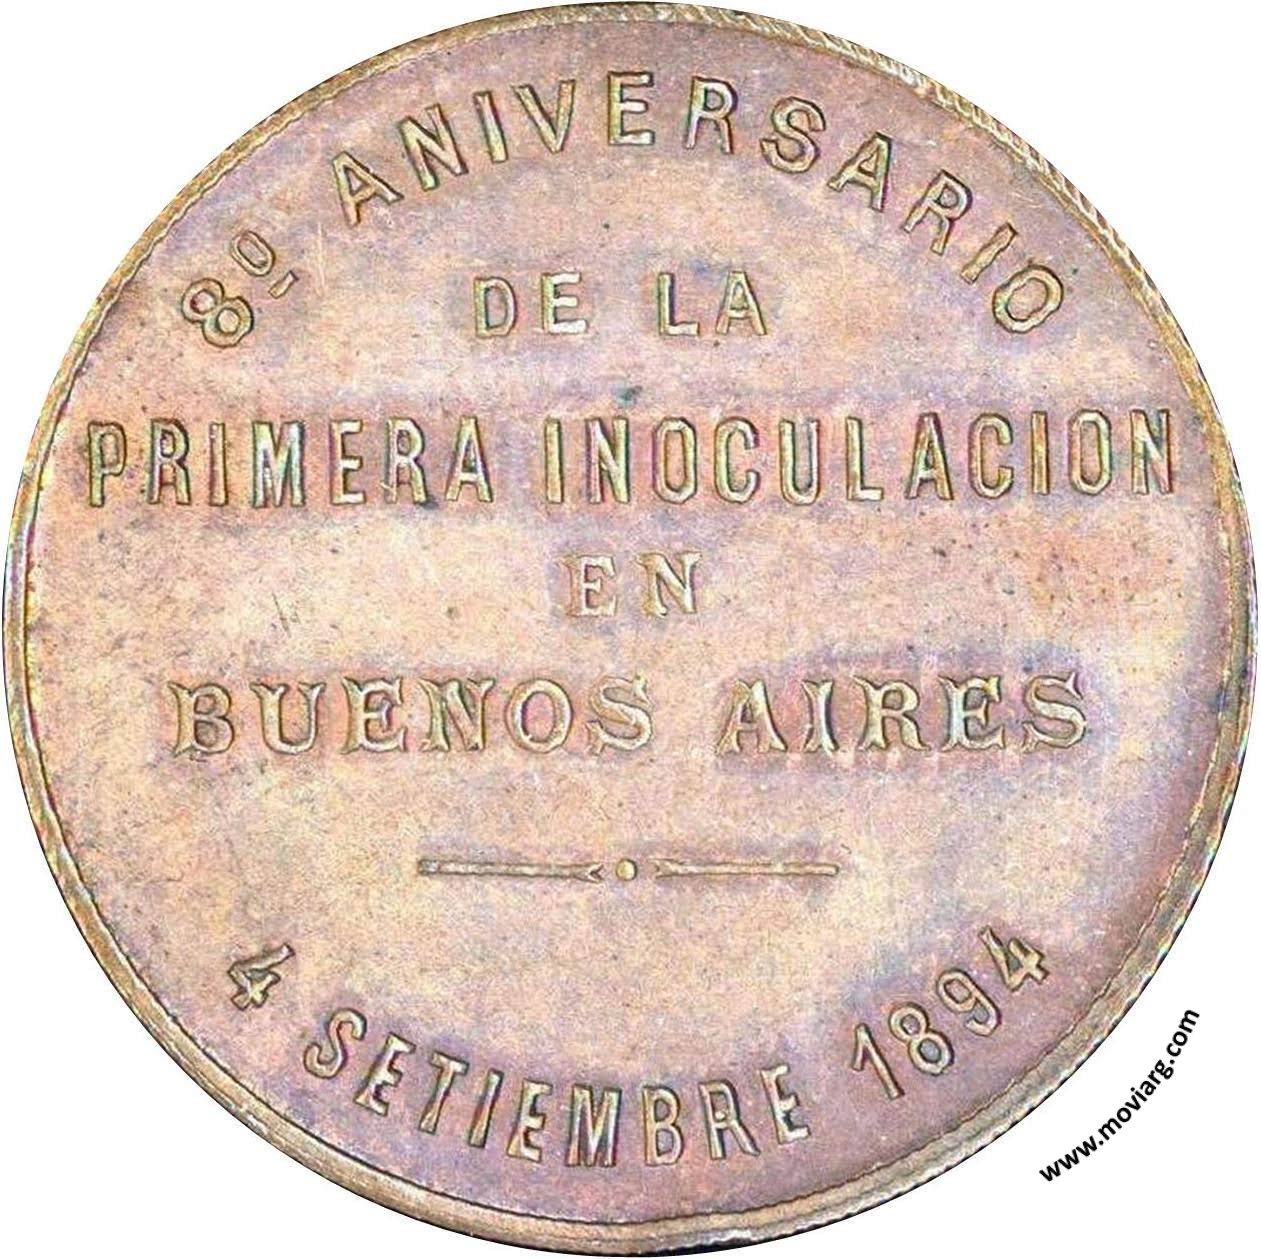 8º, ANIVERSARIO
DE LA
PRIMERA INOCULACION
EN
BUENOS AIRES
4 SETIEMBRE 1894
www.moviarg.com